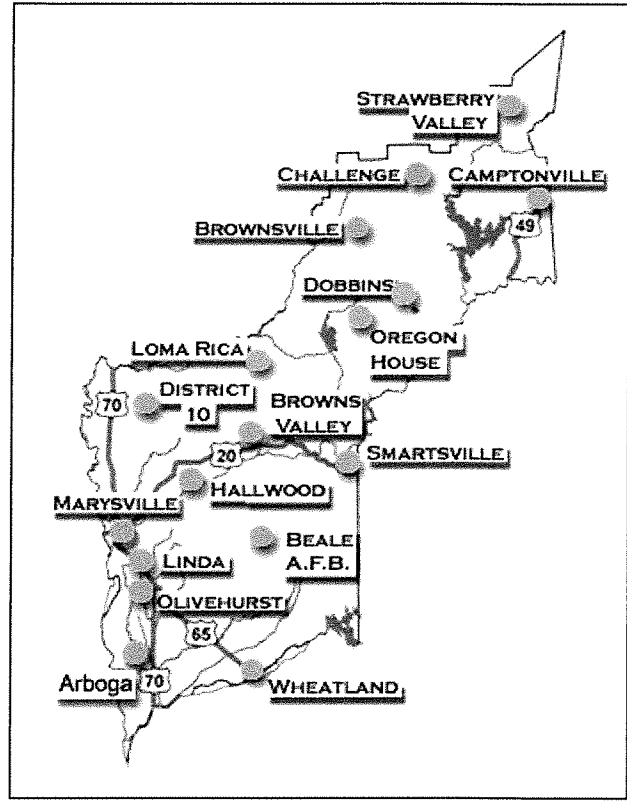 STRAWBERRY
VALLEY
CHALLENGE
CAMPTONVILLE
BROWNSVILLE
49
DOBBINS
OREGON
HOUSE
LOMA RICA
70
DISTRICT
10
BROWNS
VALLEY
20
SMARTSVILLE
HALLWOOD
MARYSVILLE
BEALE
A.F.B.
LINDA
OLIVEHURST
65
Arboga
70
WHEATLAND